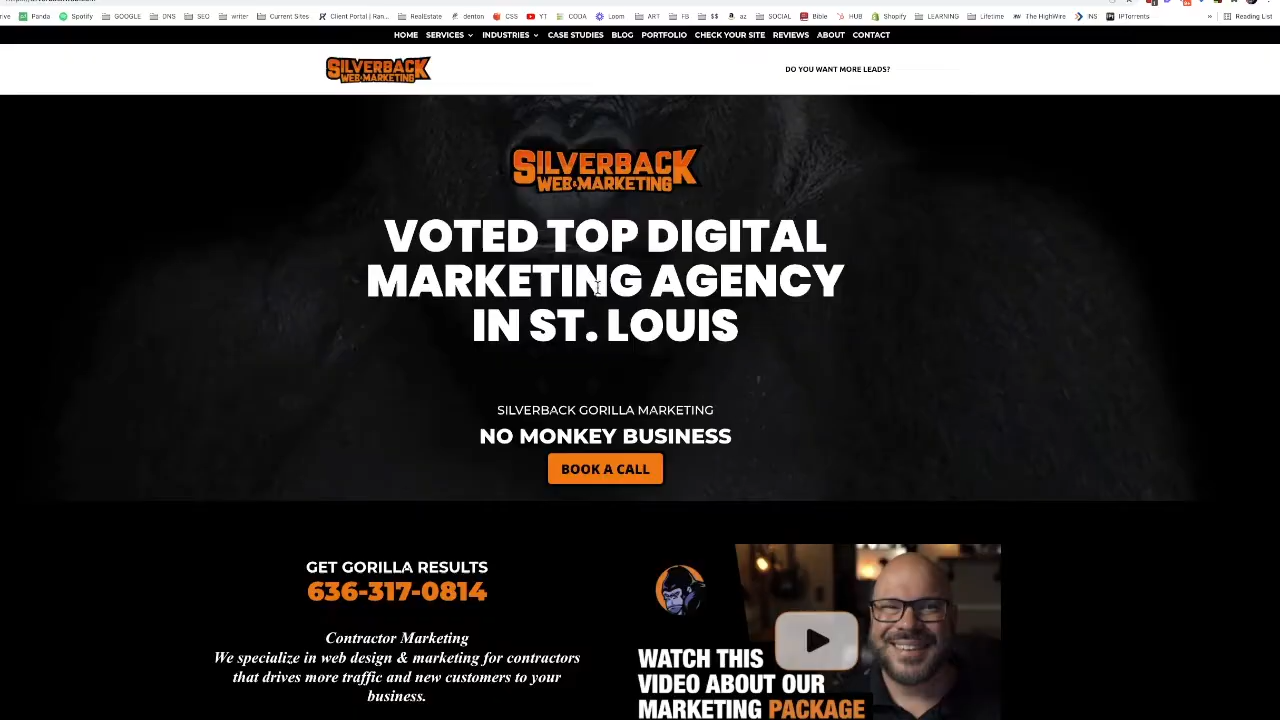 Panda
Spotify
GOOGLE
DNS
SEO
writer
Current Sites
Client Portal | Ran...
RealEstate
denton
CSS
YT
CODA
Loom
ART
FB
$$
az
SOCIAL
Bible
HUB
Shopify
LEARNING
Lifetime
The HighWire
INS
IPTorrents
»
Reading List
HOME SERVICES INDUSTRIES CASE STUDIES BLOG PORTFOLIO CHECK YOUR SITE REVIEWS ABOUT CONTACT
SILVERBACK
WEB & MARKETING
DO YOU WANT MORE LEADS?
SILVERBACK
WEB & MARKETING
VOTED TOP DIGITAL
MARKETING AGENCY
IN ST. LOUIS
SILVERBACK GORILLA MARKETING
NO MONKEY BUSINESS
BOOK A CALL
GET GORILLA RESULTS
636-317-0814
Contractor Marketing
We specialize in web design & marketing for contractors
that drives more traffic and new customers to your
business.
WATCH THIS
VIDEO ABOUT OUR
MARKETING PACKAGE